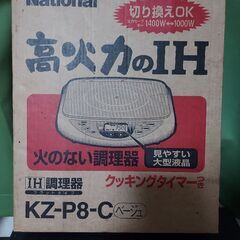 National
切り換えOK
1400W↔1000W
高火力のIH
火のない調理器
見やすい
大型液晶
IH調理器
クッキングタイマーつき
KZ-P8-C
ベージュ